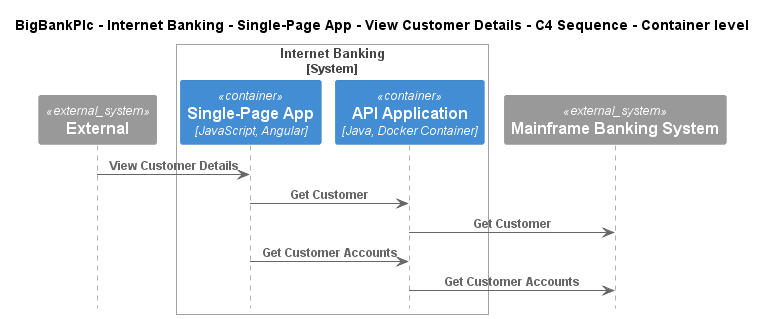 BigBankPlc - Internet Banking - Single-Page App - View Customer Details - C4 Sequence - Container level
Internet Banking
[System]
«external_system»
External
«container»
Single-Page App
[JavaScript, Angular]
«container»
API Application
[Java, Docker Container]
«external_system»
Mainframe Banking System
View Customer Details
Get Customer
Get Customer
Get Customer Accounts
Get Customer Accounts